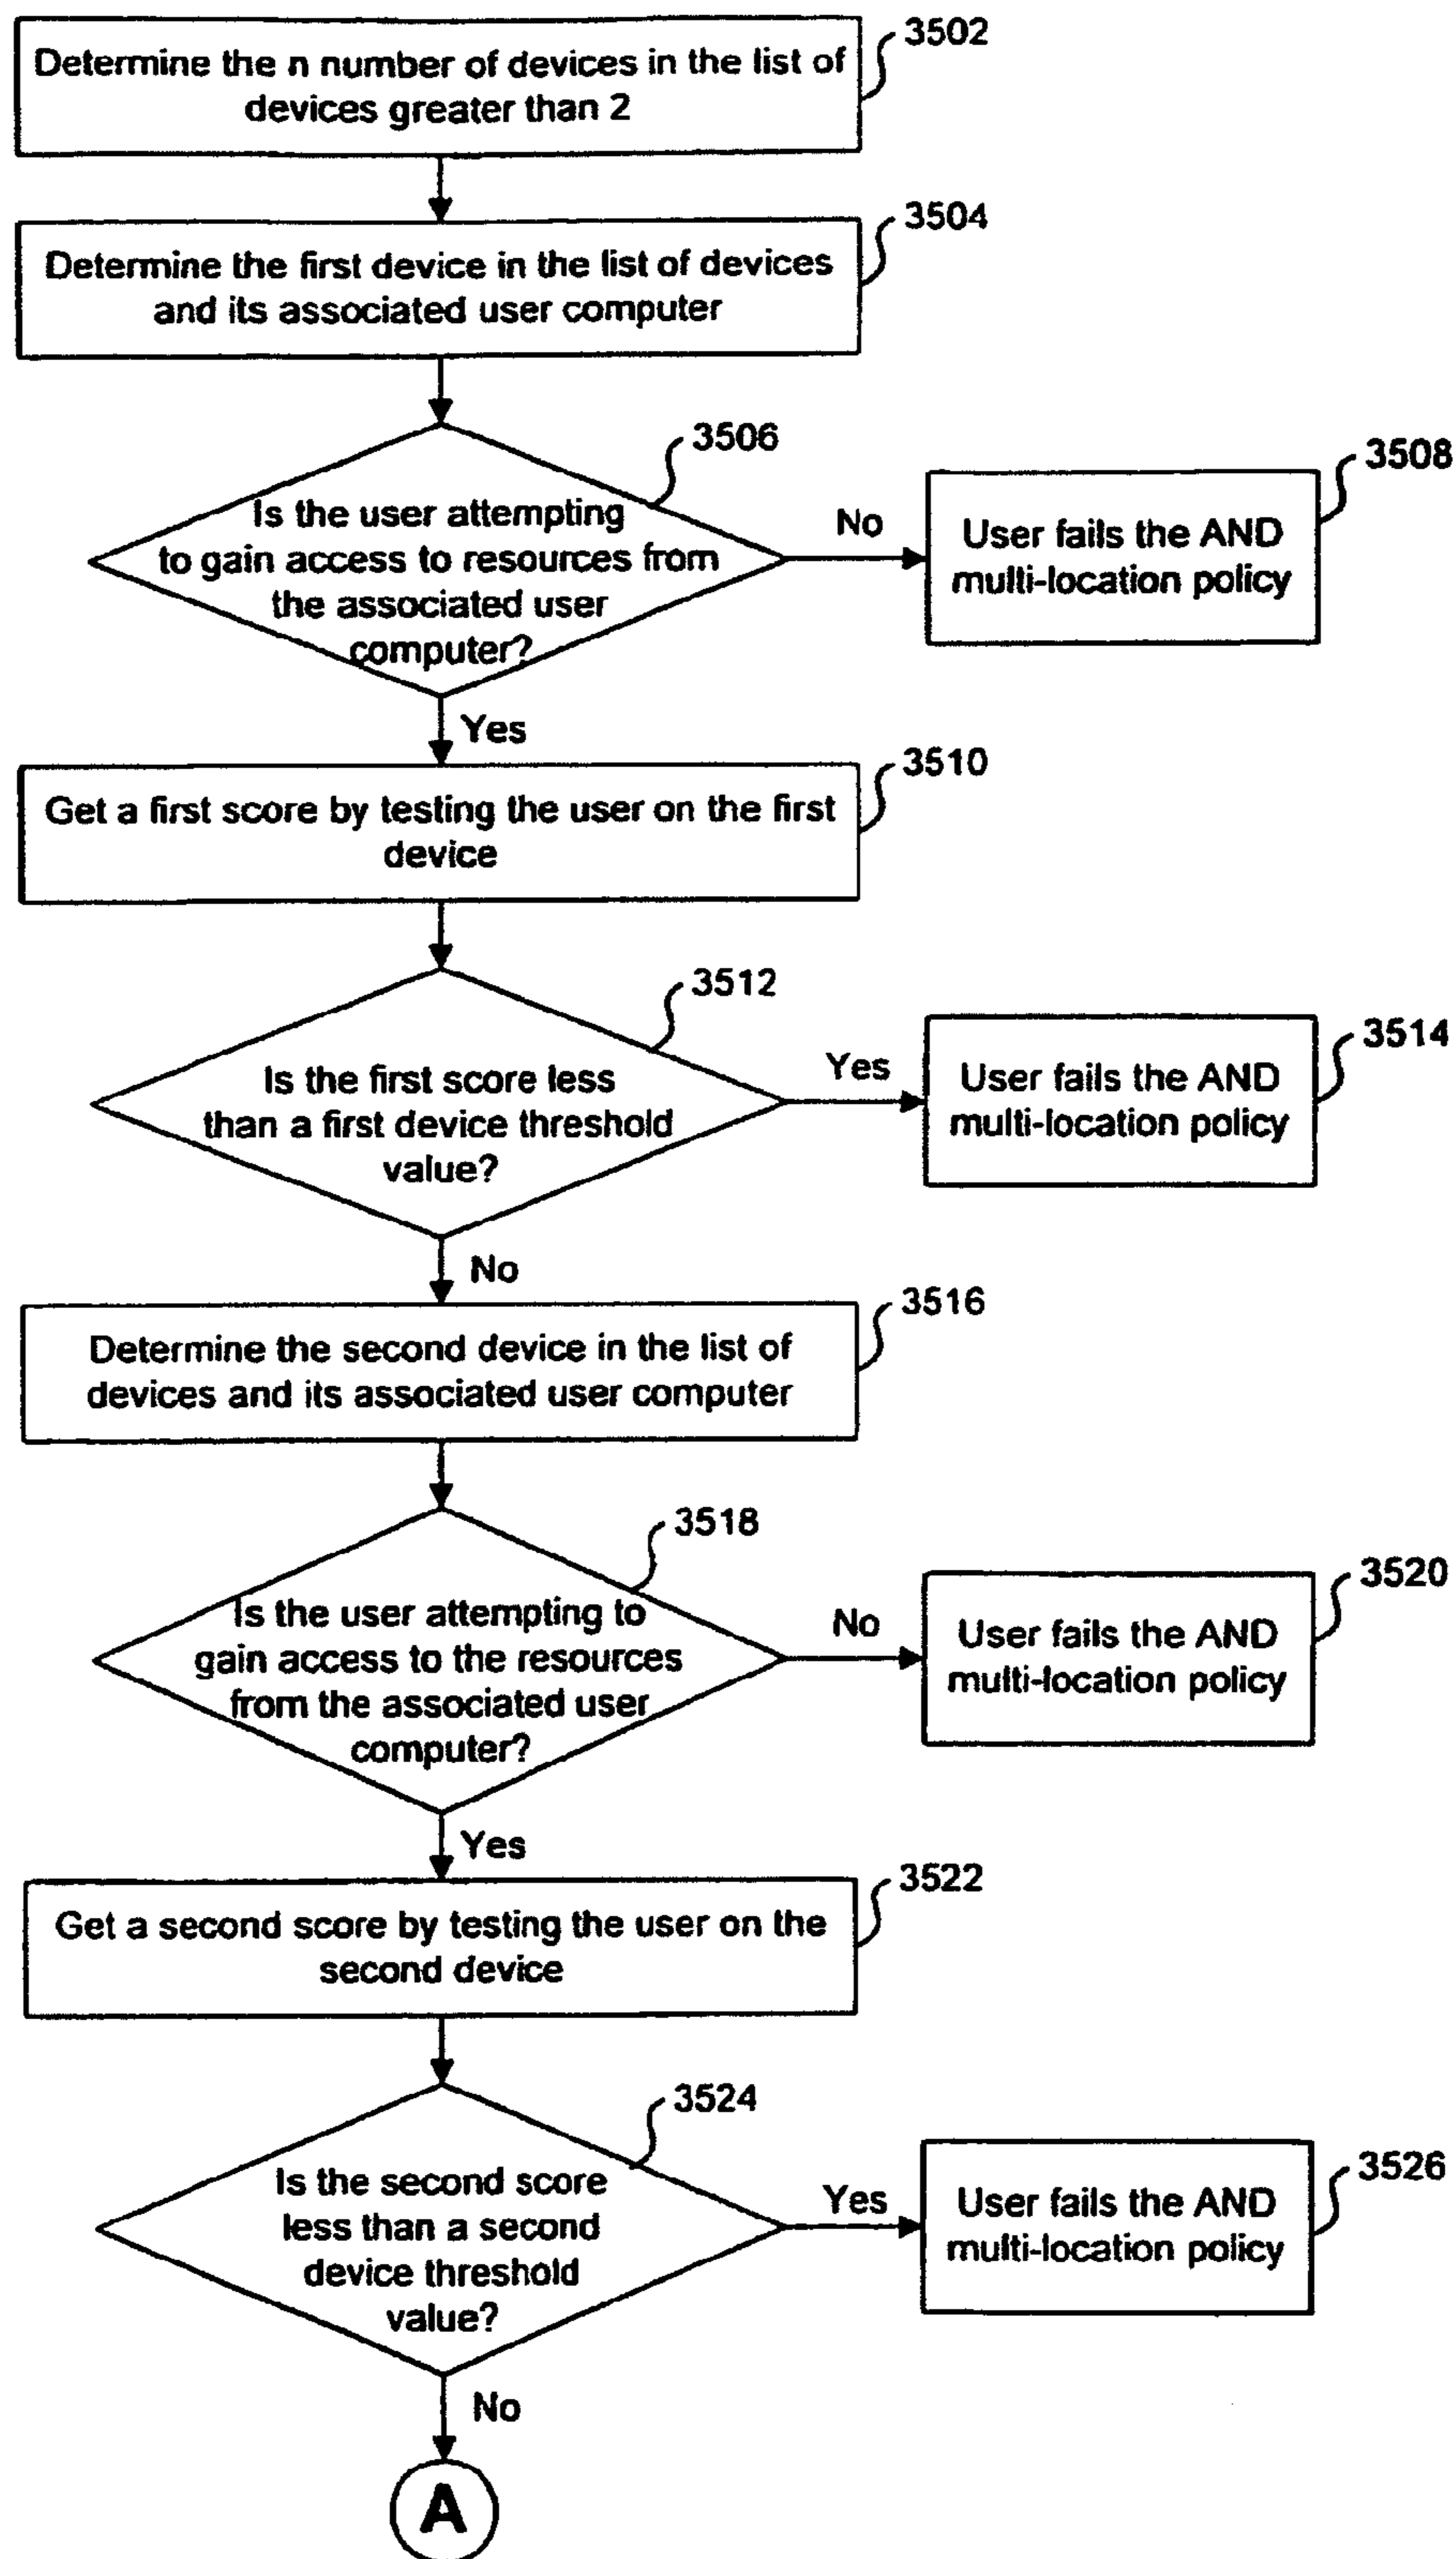 3502
Determine the n number of devices in the list of
devices greater than 2
3504
Determine the first device in the list of devices
and its associated user computer
3506
Is the user attempting
to gain access to resources from
the associated user
computer?
No
3508
User fails the AND
multi-location policy
Yes
3510
Get a first score by testing the user on the first
device
3512
Is the first score less
than a first device threshold
value?
Yes
3514
User fails the AND
multi-location policy
No
3516
Determine the second device in the list of
devices and its associated user computer
3518
Is the user attempting to
gain access to the resources
from the associated user
computer?
No
3520
User fails the AND
multi-location policy
Yes
3522
Get a second score by testing the user on the
second device
3524
Is the second score
less than a second
device threshold
value?
Yes
3526
User fails the AND
multi-location policy
No
A